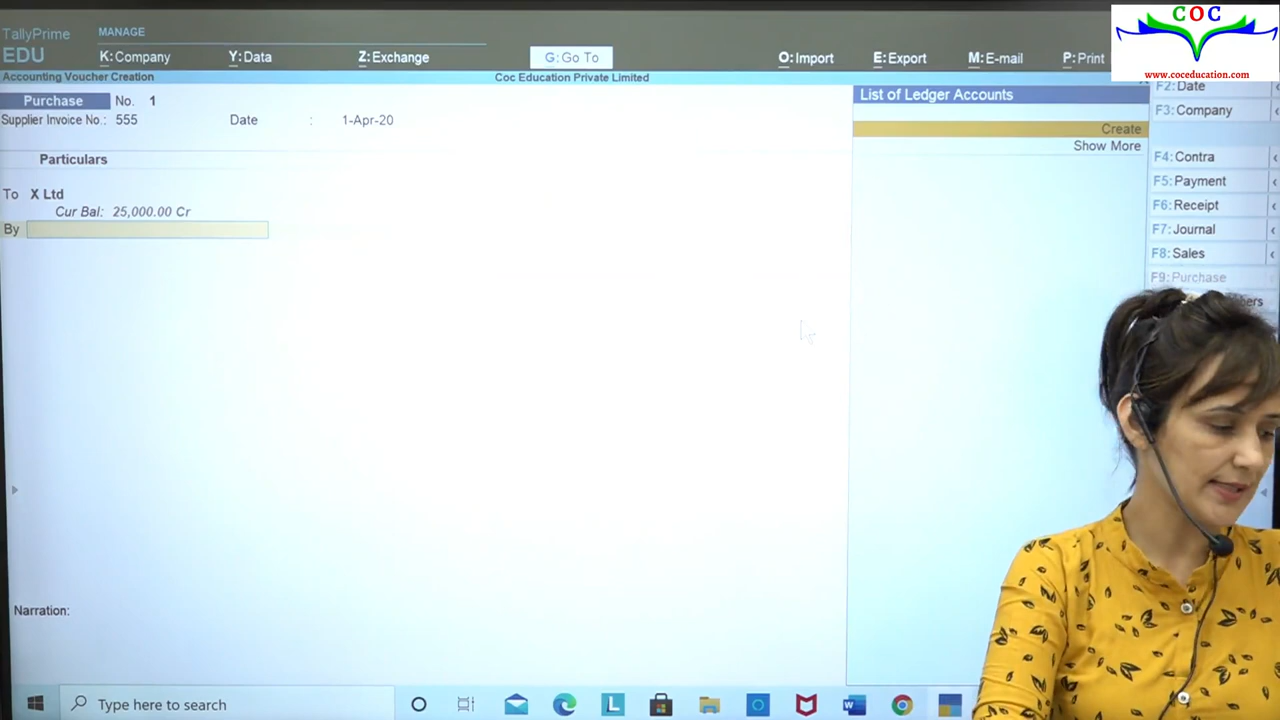 TallyPrime
EDU
MANAGE
K: Company
Y: Data
Z: Exchange
G: Go To
O: Import
E: Export
M: E-mail
P: Print
COC
www.coceducation.com
Accounting Voucher Creation
Coc Education Private Limited
Purchase No. 1
Supplier Invoice No.: 555
Date : 1-Apr-20
Particulars
To X Ltd
Cur Bal: 25,000.00 Cr
By
Narration:
List of Ledger Accounts
Create
Show More
F2: Date
F3: Company
F4: Contra
F5: Payment
F6: Receipt
F7: Journal
F8: Sales
F9: Purchase
Type here to search
L